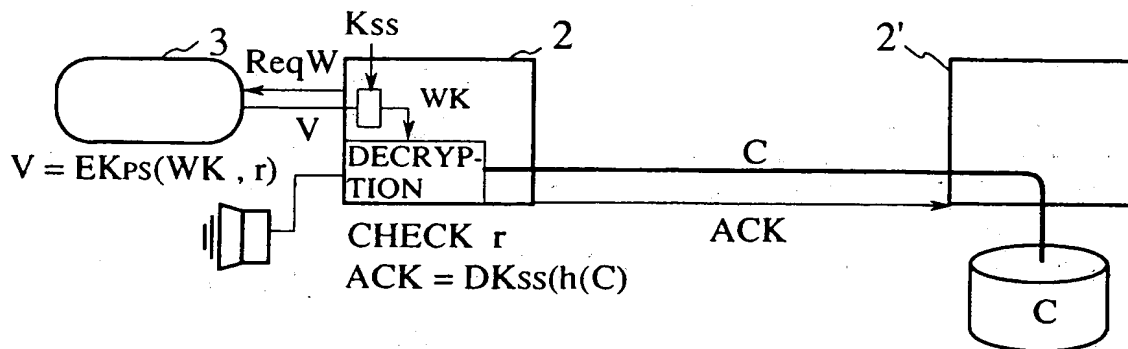 3
ReqW
Kss
2
2'
WK
V
V = EKPS(WK , r)
DECRYP-
TION
C
ACK
CHECK r
ACK = DKss(h(C)
C